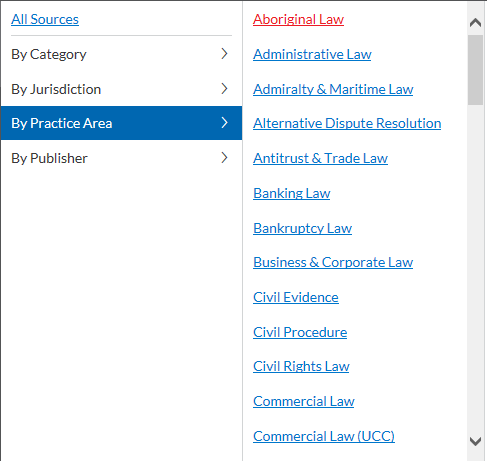 All Sources
By Category
By Jurisdiction
By Practice Area
By Publisher
Aboriginal Law
Administrative Law
Admiralty & Maritime Law
Alternative Dispute Resolution
Antitrust & Trade Law
Banking Law
Bankruptcy Law
Business & Corporate Law
Civil Evidence
Civil Procedure
Civil Rights Law
Commercial Law
Commercial Law (UCC)